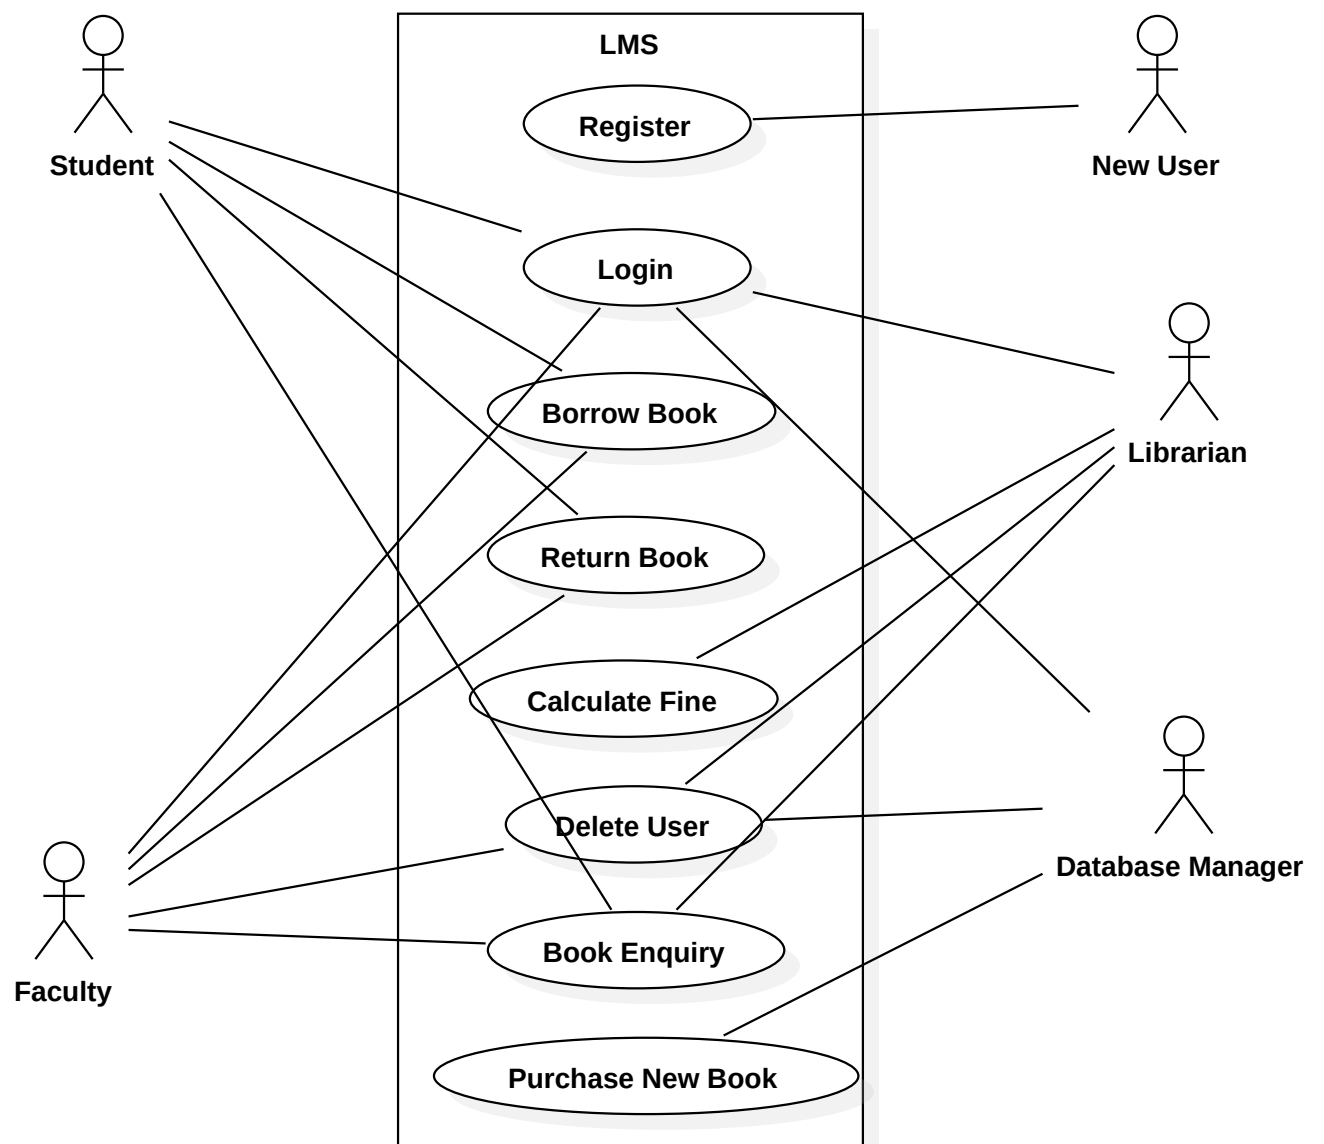 LMS
Register
Student
New User
Login
Borrow Book
Librarian
Return Book
Calculate Fine
Delete User
Database Manager
Book Enquiry
Faculty
Purchase New Book